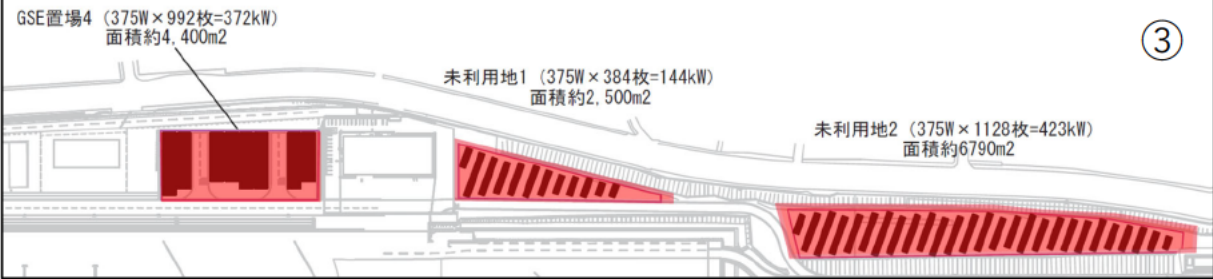 GSE置場4 (375W×992枚=372kW)
面積約4,400m2
③
未利用地1 (375W×384枚=144kW)
面積約2,500m2
未利用地2 (375W×1128枚=423kW)
面積約6790m2